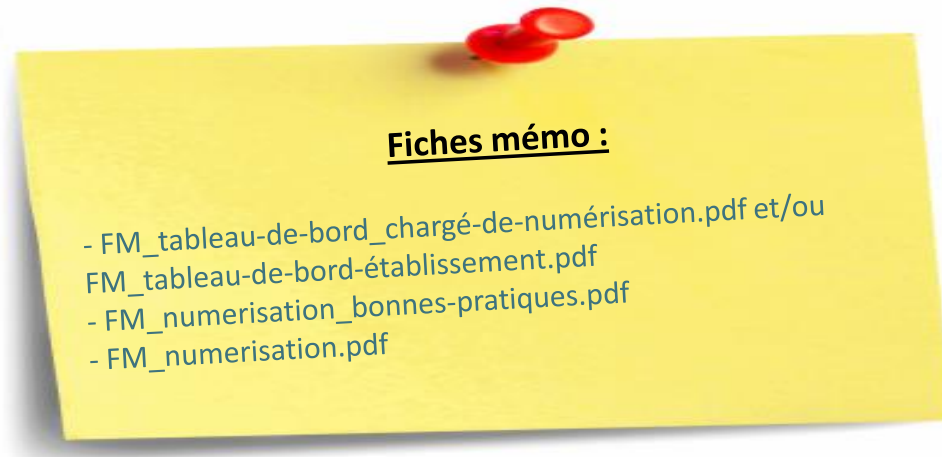 Fiches mémo :
- FM_tableau-de-bord_chargé-de-numérisation.pdf et/ou
FM_tableau-de-bord-établissement.pdf
- FM_numerisation_bonnes-pratiques.pdf
- FM_numerisation.pdf